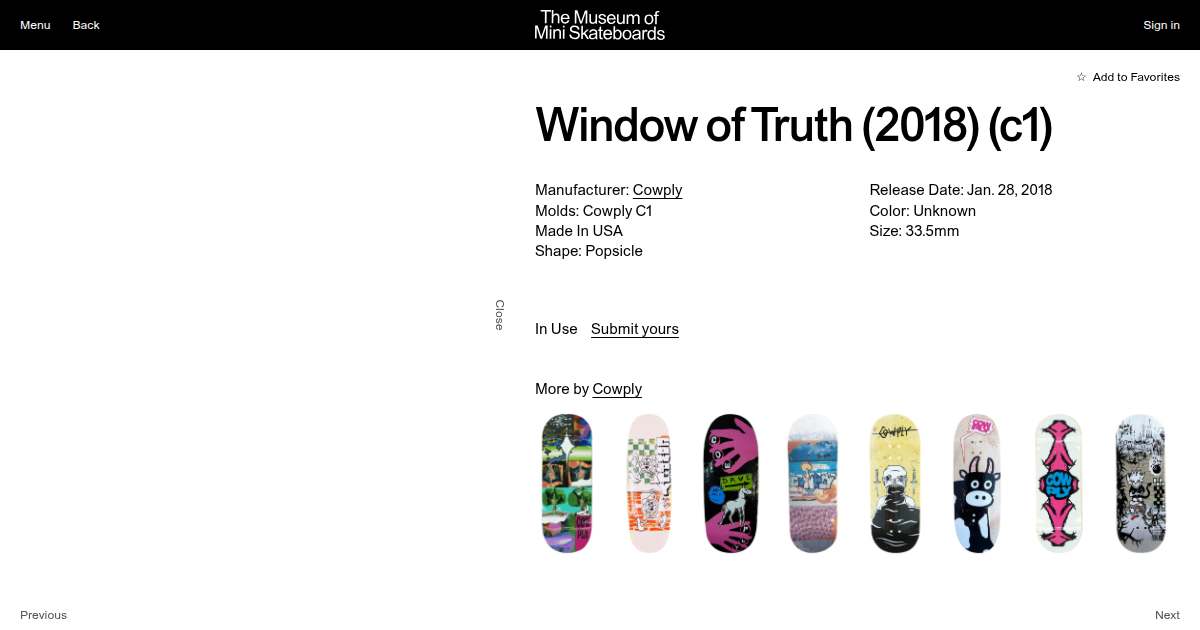 Menu Back
The Museum of
Mini Skateboards
Sign in
☆ Add to Favorites
Window of Truth (2018) (c1)
Manufacturer: Cowply
Molds: Cowply C1
Made In USA
Shape: Popsicle
Release Date: Jan. 28, 2018
Color: Unknown
Size: 33.5mm
Close
In Use Submit yours
More by Cowply
COWPLY
COW
PLY
Previous
Next